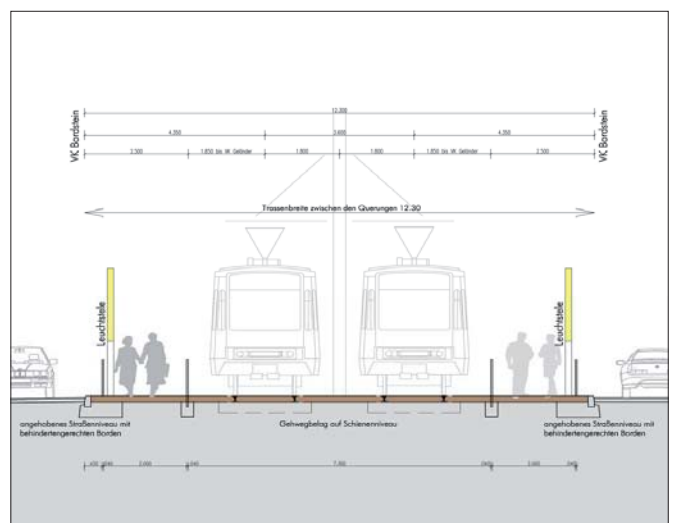 12.300
VK Bordstein
VK Bordstein
4.350 3.600 4.350
2.500 1.850 bis VK Geländer 1.800 1.800 1.850 bis VK Geländer 2.500
Trassenbreite zwischen den Querungen 12.30
Leuchtstele
Leuchtstele
angehobenes Straßenniveau mit
behindertengerechten Borden
Gehwegbelag auf Schienenniveau
angehobenes Straßenniveau mit
behindertengerechten Borden
2.000 7.300 2.000